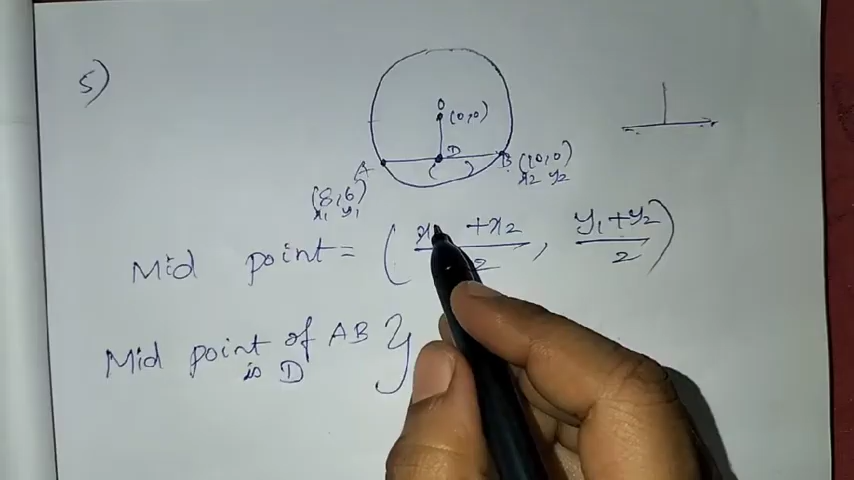 5)
O
(0,0)
D
A
B (10,0)
( )
x2 y2
(8,6)
x1 y1
Mid point = ( x1 + x2 / 2 , y1 + y2 / 2 )
Mid point of AB }
is D